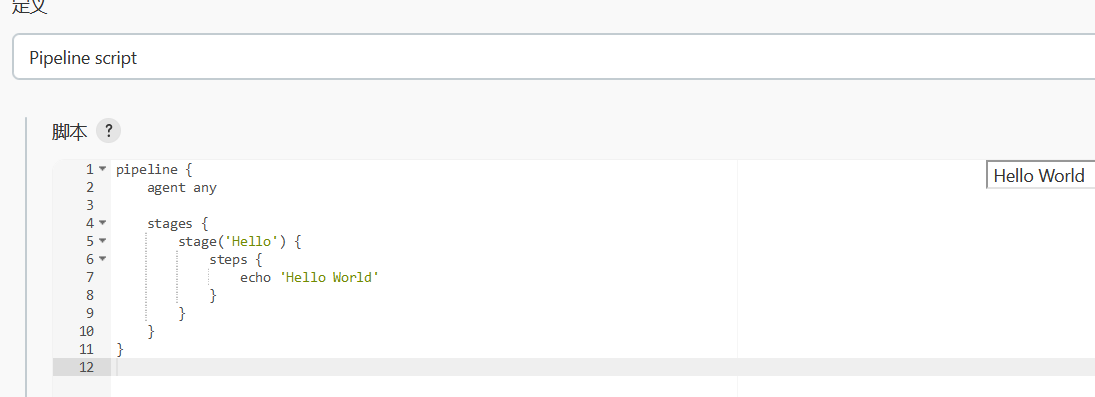 定义
Pipeline script
脚本 ?
Hello World
1 pipeline {
2     agent any
3
4     stages {
5         stage('Hello') {
6             steps {
7                 echo 'Hello World'
8             }
9         }
10     }
11 }
12